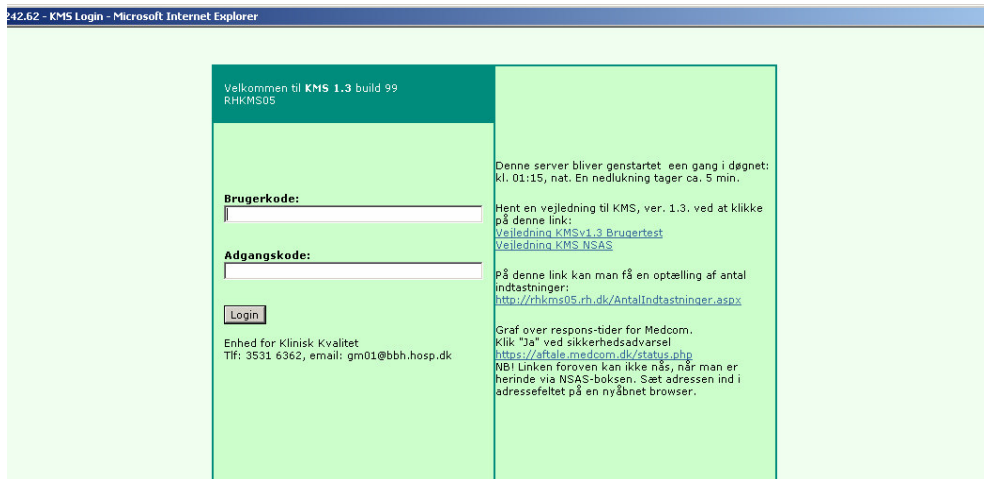 242.62 - KMS Login - Microsoft Internet Explorer
Velkommen til KMS 1.3 build 99
RHKMS05
Brugerkode:
Adgangskode:
Login
Enhed for Klinisk Kvalitet
Tlf: 3531 6362, email: gm01@bbh.hosp.dk
Denne server bliver genstartet een gang i døgnet:
kl. 01:15, nat. En nedlukning tager ca. 5 min.
Hent en vejledning til KMS, ver. 1.3. ved at klikke
på denne link:
Vejledning KMSv1.3 Brugertest
Vejledning KMS NSAS
På denne link kan man få en optælling af antal
indtastninger:
http://rhkms05.rh.dk/AntalIndtastninger.aspx
Graf over respons-tider for Medcom.
Klik "Ja" ved sikkerhedsadvarsel
https://aftale.medcom.dk/status.php
NB! Linken foroven kan ikke nås, når man er
herinde via NSAS-boksen. Sæt adressen ind i
adressefeltet på en nyåbnet browser.